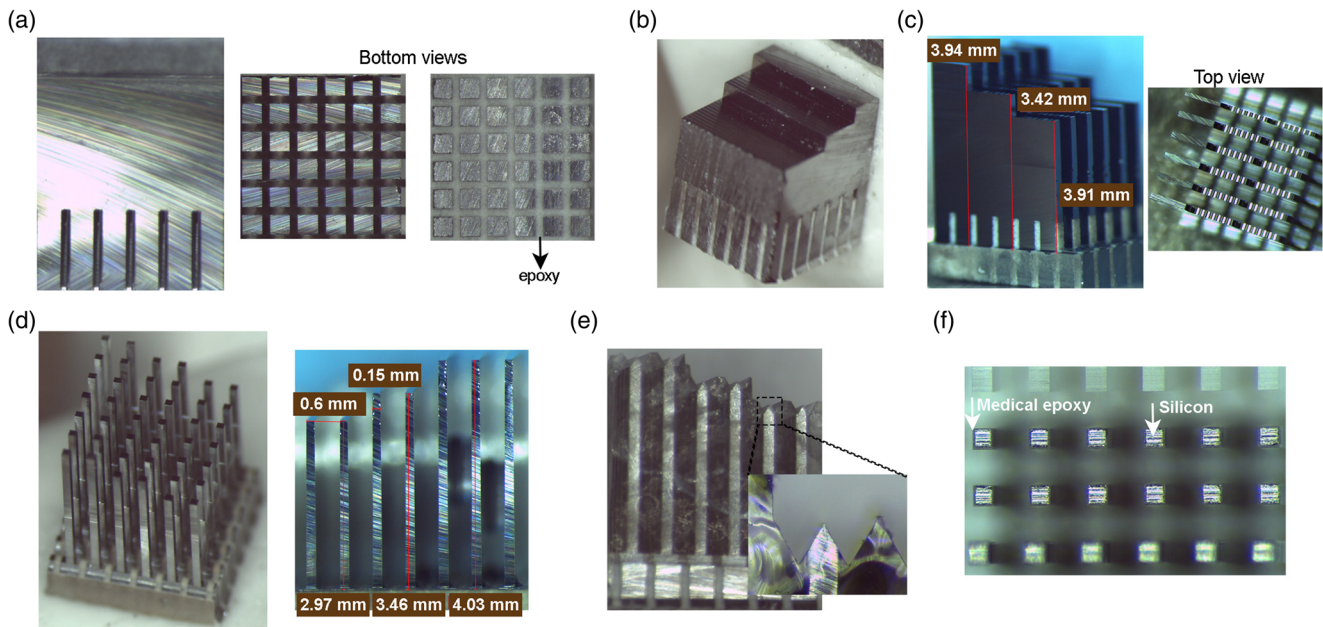 (a)
Bottom views
epoxy
(b)
(c)
3.94 mm
3.42 mm
3.91 mm
Top view
(d)
0.6 mm
0.15 mm
2.97 mm
3.46 mm
4.03 mm
(e)
(f)
Medical epoxy
Silicon